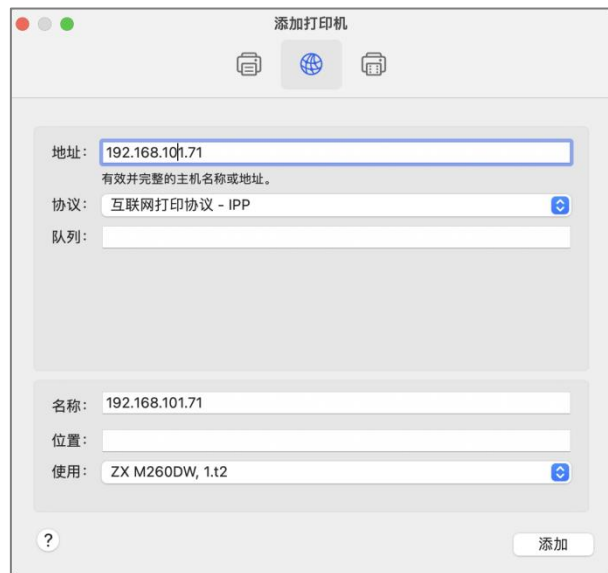 添加打印机
地址： 192.168.101.71
有效并完整的主机名称或地址。
协议： 互联网打印协议 - IPP
队列：
名称： 192.168.101.71
位置：
使用： ZX M260DW, 1.t2
?
添加